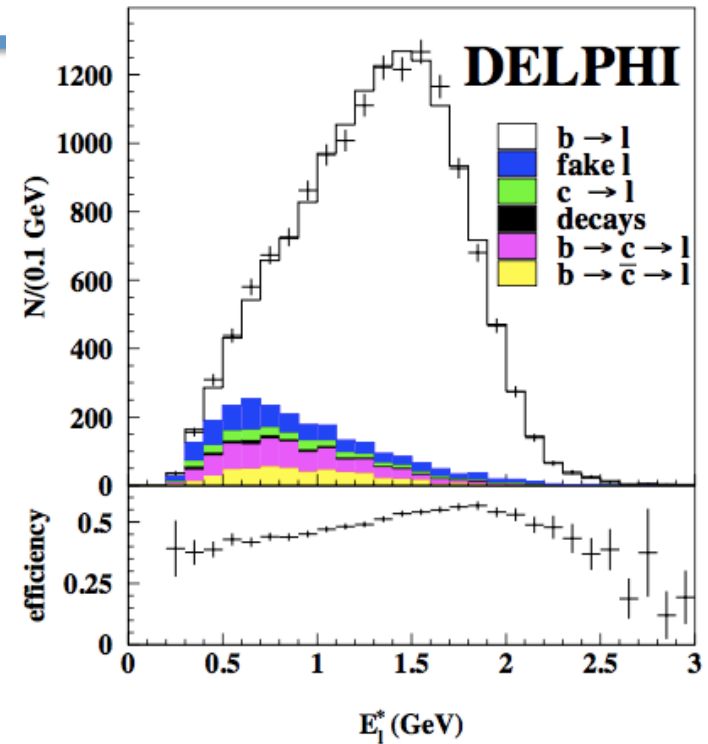 DELPHI
1200
1000
800
600
400
200
0
N/(0.1 GeV)
b → l
fake l
c → l
decays
b → c → l
b → c̅ → l
0.5
0.25
0
efficiency
0 0.5 1 1.5 2 2.5 3
E*l (GeV)